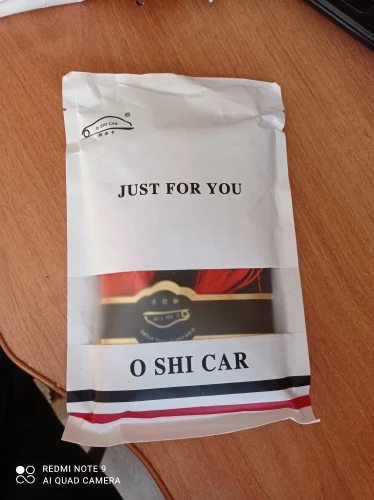 O SHI CAR
®
JUST FOR YOU
O SHI CAR
REDMI NOTE 9
AI QUAD CAMERA